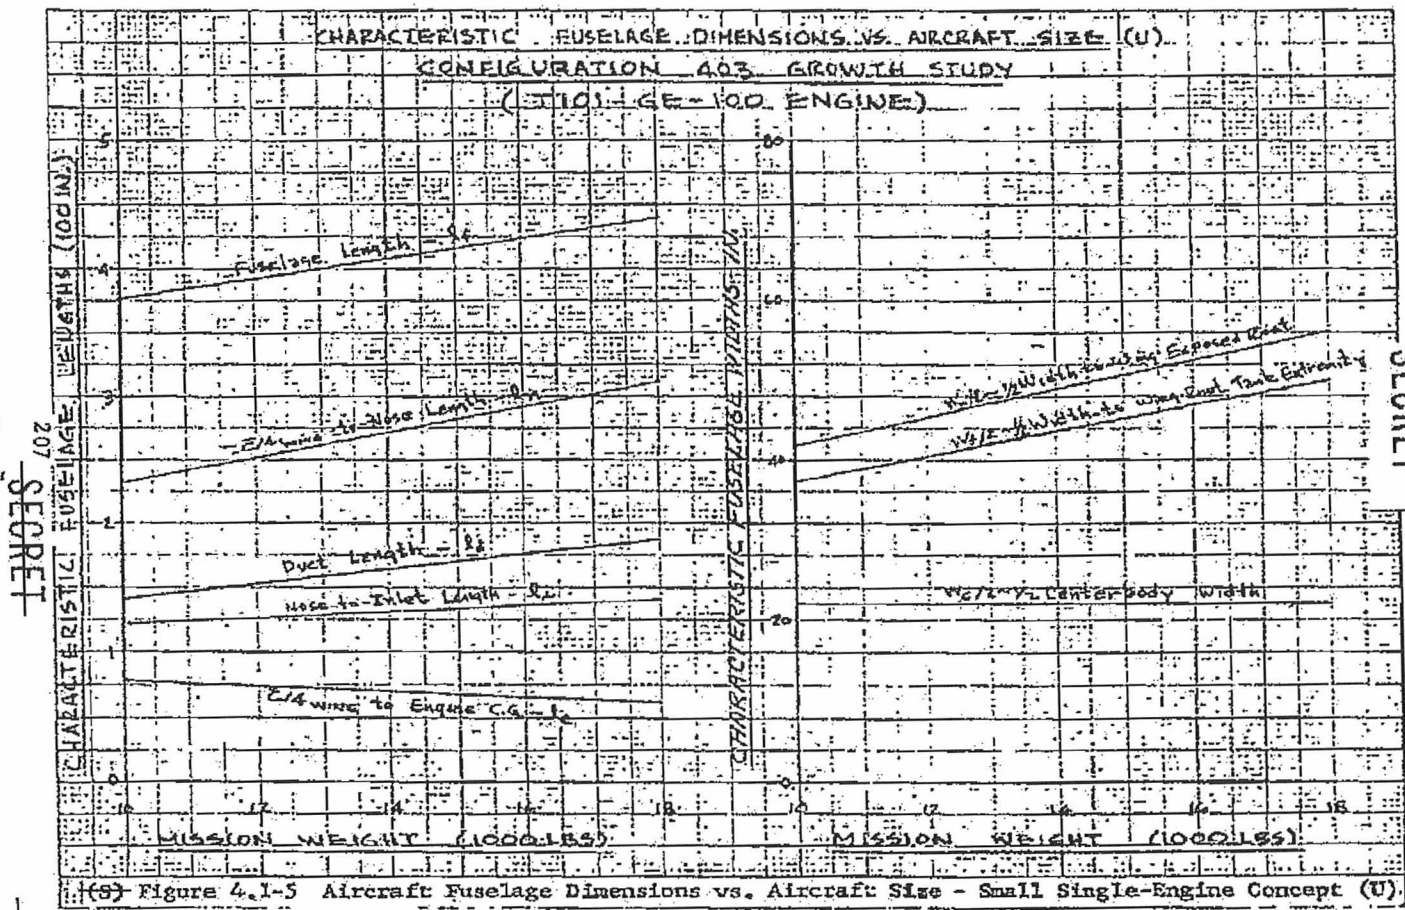 CHARACTERISTIC FUSELAGE DIMENSIONS VS. AIRCRAFT SIZE (U)
CONFIGURATION 403 GROWTH STUDY
(J101-GE-100 ENGINE)
CHARACTERISTIC FUSELAGE LENGTHS (100 IN.)
5
4
3
2
1
0
Fuselage Length - lf
C̄/4 WING to Nose Length - ln
Duct Length - ld
Nose to Inlet Length - li
C̄/4 WING to Engine C.G. - le
10 12 14 16 18
MISSION WEIGHT (1000 LBS)
CHARACTERISTIC FUSELAGE WIDTHS - IN.
80
60
40
20
0
½ Width to Wing Exposed Root
Wt/2 ~ ½ Width to Wing-Root Tank Extremity
Wc/2 ~ ½ Centerbody Width
10 12 14 16 18
MISSION WEIGHT (1000 LBS)
207
SECRET
(S) Figure 4.1-5 Aircraft Fuselage Dimensions vs. Aircraft Size - Small Single-Engine Concept (U)